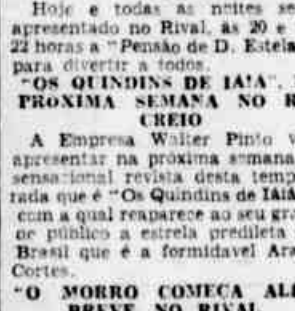 Hoje e todas as noites se
apresentado no Rival, às 20 e
22 horas a "Pensão de D. Estela
para divertir a todos.
"OS QUINDINS DE IAIA",
PROXIMA SEMANA NO R
CREIO
A Empresa Walter Pinto v
apresentar na próxima semana
sensacional revista desta temp
rada que é "Os Quindins de Iáiá
com a qual reaparece ao seu gra
de público a estrela predileta
Brasil que é a formidavel Ara
Cortes.
"O MORRO COMEÇA ALI
BREVE NO RIVAL